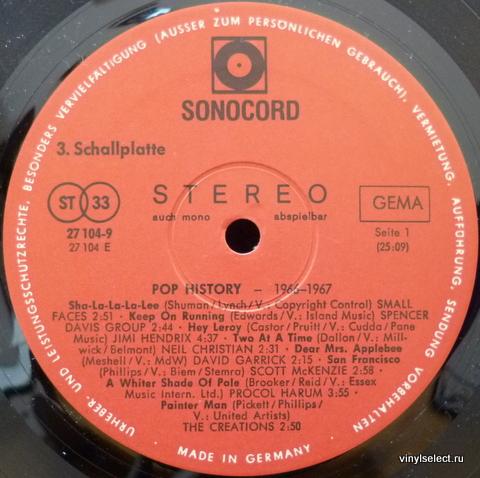 URHEBER- UND LEISTUNGSSCHUTZRECHTE, BESONDERS VERVIELFÄLTIGUNG (AUSSER ZUM PERSÖNLICHEN GEBRAUCH), VERMIETUNG, AUFFÜHRUNG, SENDUNG VORBEHALTEN
SONOCORD
3. Schallplatte
STEREO
auch mono abspielbar
ST 33
GEMA
27 104-9
27 104 E
Seite 1
(25:09)
POP HISTORY – 1965–1967
Sha-La-La-La-Lee (Shuman/Lynch/V.: Copyright Control) SMALL
FACES 2:51 · Keep On Running (Edwards/V.: Island Music) SPENCER
DAVIS GROUP 2:44 · Hey Leroy (Castor/Pruitt/V.: Cudda/Pane
Music) JIMI HENDRIX 4:37 · Two At A Time (Dallon/V.: Mill-
wick/Belmont) NEIL CHRISTIAN 2:31 · Dear Mrs. Applebee
(Meshell/V.: MdW) DAVID GARRICK 2:15 · San Francisco
(Phillips/V.: Biem/Stemra) SCOTT McKENZIE 2:58 ·
A Whiter Shade Of Pale (Brooker/Reid/V.: Essex
Music Intern. Ltd.) PROCOL HARUM 3:55 ·
Painter Man (Pickett/Phillips/
V.: United Artists)
THE CREATIONS 2:50
MADE IN GERMANY
vinylselect.ru